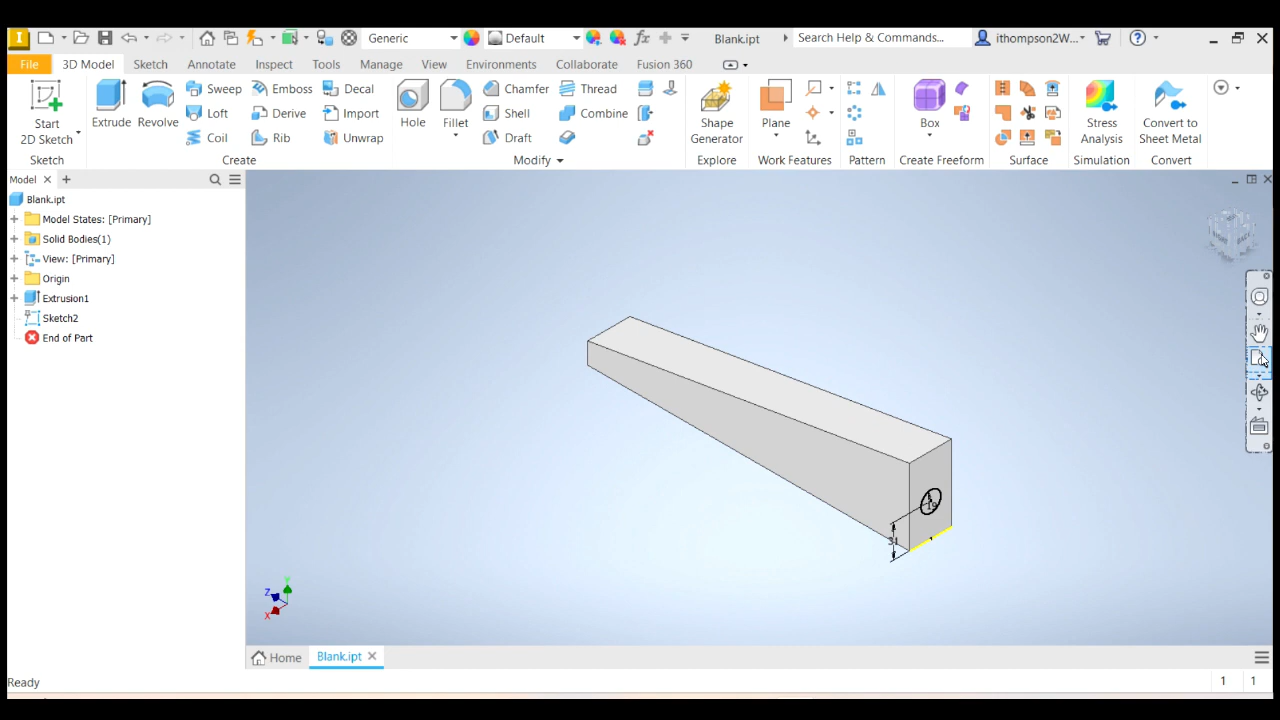 I Generic Default fx Blank.ipt Search Help & Commands... ithompson2W... ?
File 3D Model Sketch Annotate Inspect Tools Manage View Environments Collaborate Fusion 360
Start 2D Sketch Extrude Revolve Sweep Emboss Decal Hole Fillet Chamfer Thread Shape Generator Plane Box Stress Analysis Convert to Sheet Metal
Loft Derive Import Shell Combine
Coil Rib Unwrap Draft
Sketch Create Modify Explore Work Features Pattern Create Freeform Surface Simulation Convert
Model
Blank.ipt
Model States: [Primary]
Solid Bodies(1)
View: [Primary]
Origin
Extrusion1
Sketch2
End of Part
31
Z Y X
Home Blank.ipt
Ready 1 1